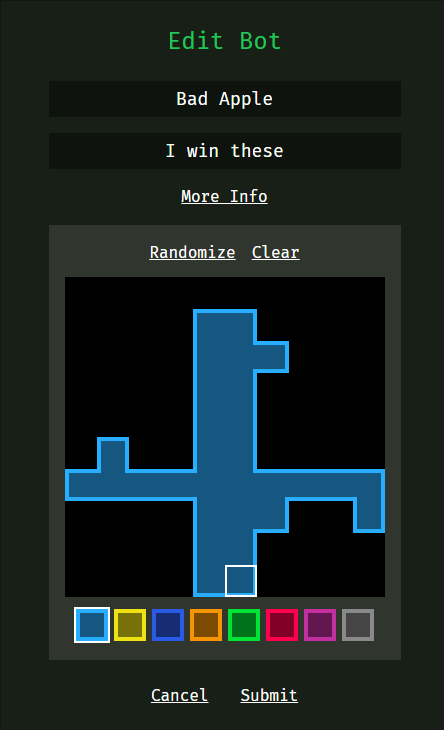 Edit Bot
Bad Apple
I win these
More Info
Randomize Clear
Cancel Submit